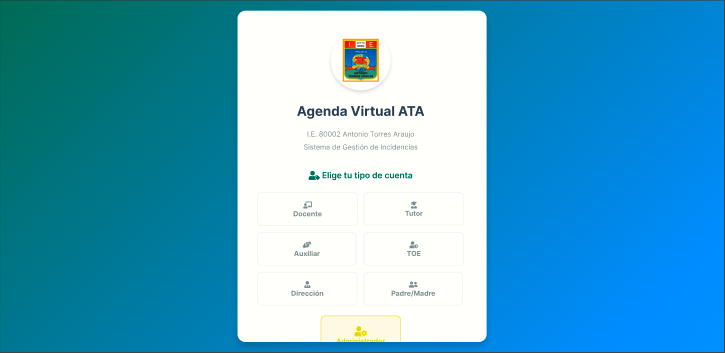 I E
Agenda Virtual ATA
I.E. 80002 Antonio Torres Araujo
Sistema de Gestión de Incidencias
Elige tu tipo de cuenta
Docente
Tutor
Auxiliar
TOE
Dirección
Padre/Madre
Administrador